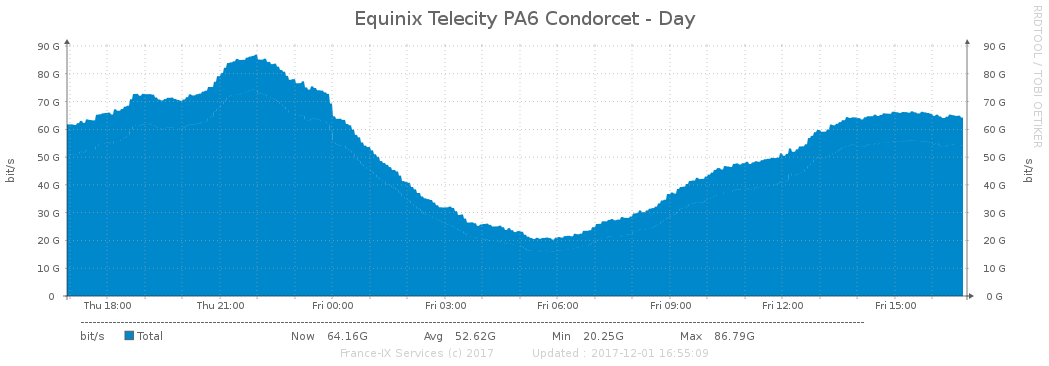 Equinix Telecity PA6 Condorcet - Day
RRDTOOL / TOBI OETIKER
90 G 90 G
80 G 80 G
70 G 70 G
60 G 60 G
50 G 50 G
40 G 40 G
30 G 30 G
20 G 20 G
10 G 10 G
0 0 G
bit/s bit/s
Thu 18:00 Thu 21:00 Fri 00:00 Fri 03:00 Fri 06:00 Fri 09:00 Fri 12:00 Fri 15:00
bit/s Total Now 64.16G Avg 52.62G Min 20.25G Max 86.79G
France-IX Services (c) 2017 Updated : 2017-12-01 16:55:09